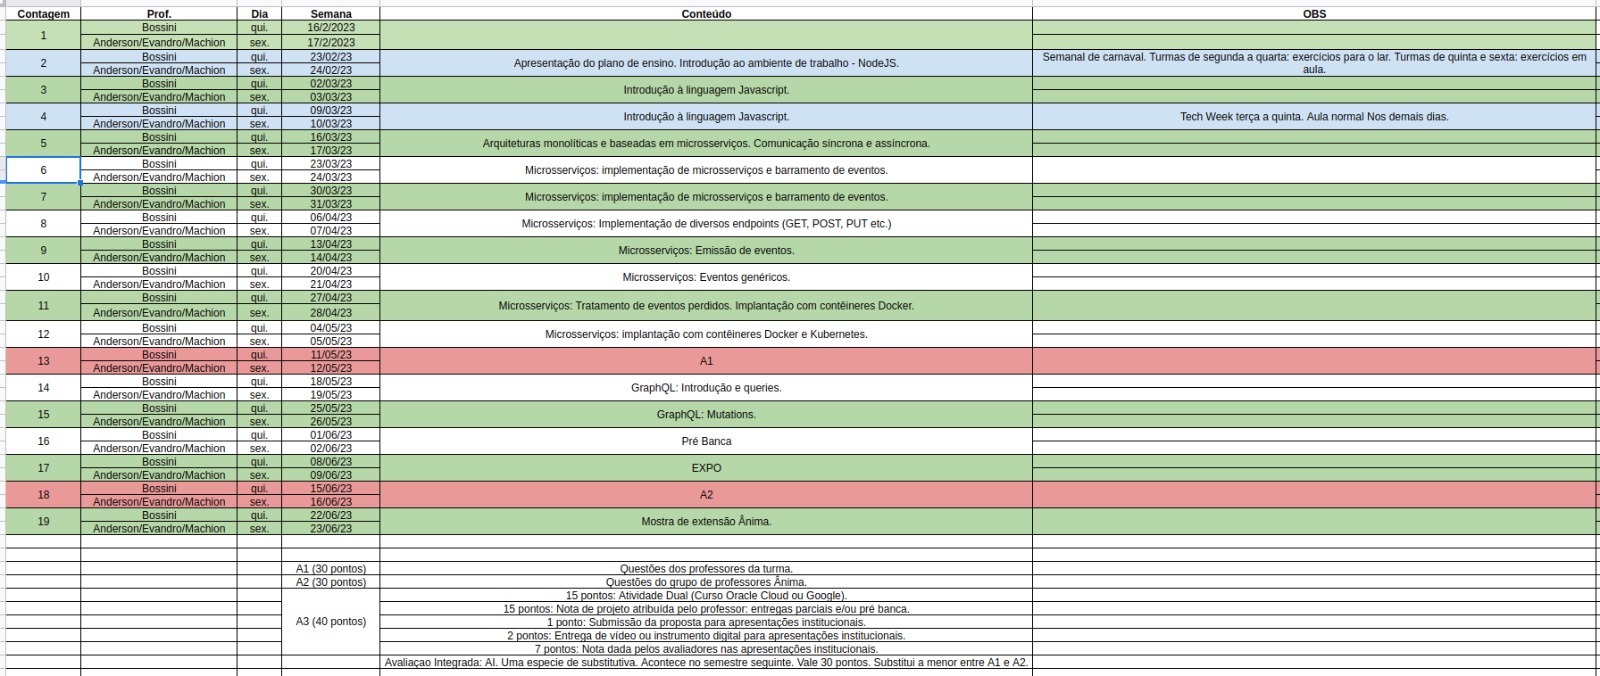 Contagem Prof. Dia Semana Conteúdo OBS
1 Bossini qui. 16/2/2023
Anderson/Evandro/Machion sex. 17/2/2023
2 Bossini qui. 23/02/23 Apresentação do plano de ensino. Introdução ao ambiente de trabalho - NodeJS. Semanal de carnaval. Turmas de segunda a quarta: exercícios para o lar. Turmas de quinta e sexta: exercícios em
Anderson/Evandro/Machion sex. 24/02/23 aula.
3 Bossini qui. 02/03/23 Introdução à linguagem Javascript.
Anderson/Evandro/Machion sex. 03/03/23
4 Bossini qui. 09/03/23 Introdução à linguagem Javascript. Tech Week terça a quinta. Aula normal Nos demais dias.
Anderson/Evandro/Machion sex. 10/03/23
5 Bossini qui. 16/03/23 Arquiteturas monolíticas e baseadas em microsserviços. Comunicação síncrona e assíncrona.
Anderson/Evandro/Machion sex. 17/03/23
6 Bossini qui. 23/03/23 Microsserviços: implementação de microsserviços e barramento de eventos.
Anderson/Evandro/Machion sex. 24/03/23
7 Bossini qui. 30/03/23 Microsserviços: implementação de microsserviços e barramento de eventos.
Anderson/Evandro/Machion sex. 31/03/23
8 Bossini qui. 06/04/23 Microsserviços: Implementação de diversos endpoints (GET, POST, PUT etc.)
Anderson/Evandro/Machion sex. 07/04/23
9 Bossini qui. 13/04/23 Microsserviços: Emissão de eventos.
Anderson/Evandro/Machion sex. 14/04/23
10 Bossini qui. 20/04/23 Microsserviços: Eventos genéricos.
Anderson/Evandro/Machion sex. 21/04/23
11 Bossini qui. 27/04/23 Microsserviços: Tratamento de eventos perdidos. Implantação com contêineres Docker.
Anderson/Evandro/Machion sex. 28/04/23
12 Bossini qui. 04/05/23 Microsserviços: implantação com contêineres Docker e Kubernetes.
Anderson/Evandro/Machion sex. 05/05/23
13 Bossini qui. 11/05/23 A1
Anderson/Evandro/Machion sex. 12/05/23
14 Bossini qui. 18/05/23 GraphQL: Introdução e queries.
Anderson/Evandro/Machion sex. 19/05/23
15 Bossini qui. 25/05/23 GraphQL: Mutations.
Anderson/Evandro/Machion sex. 26/05/23
16 Bossini qui. 01/06/23 Pré Banca
Anderson/Evandro/Machion sex. 02/06/23
17 Bossini qui. 08/06/23 EXPO
Anderson/Evandro/Machion sex. 09/06/23
18 Bossini qui. 15/06/23 A2
Anderson/Evandro/Machion sex. 16/06/23
19 Bossini qui. 22/06/23 Mostra de extensão Ânima.
Anderson/Evandro/Machion sex. 23/06/23
A1 (30 pontos) Questões dos professores da turma.
A2 (30 pontos) Questões do grupo de professores Ânima.
A3 (40 pontos) 15 pontos: Atividade Dual (Curso Oracle Cloud ou Google).
15 pontos: Nota de projeto atribuída pelo professor: entregas parciais e/ou pré banca.
1 ponto: Submissão da proposta para apresentações institucionais.
2 pontos: Entrega de vídeo ou instrumento digital para apresentações institucionais.
7 pontos: Nota dada pelos avaliadores nas apresentações institucionais.
Avaliaçao Integrada: AI. Uma especie de substitutiva. Acontece no semestre seguinte. Vale 30 pontos. Substitui a menor entre A1 e A2.